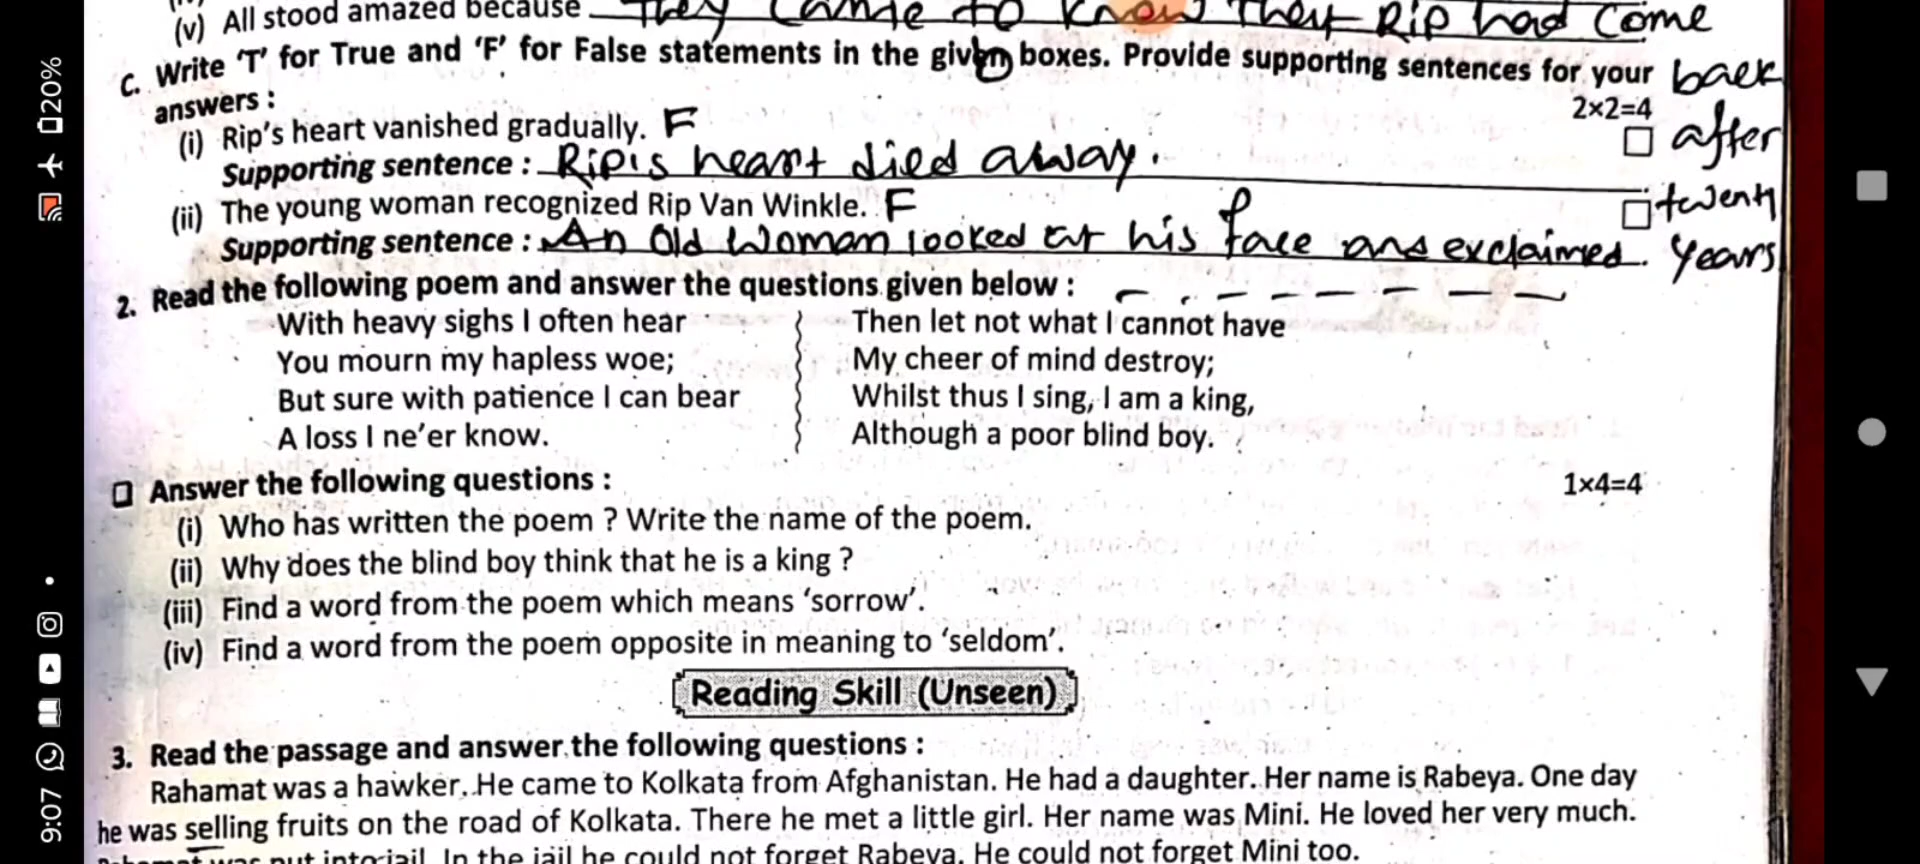 (v) All stood amazed because They came to know that Rip had come
C. Write 'T' for True and 'F' for False statements in the given boxes. Provide supporting sentences for your back
answers : 2×2=4 after
(i) Rip's heart vanished gradually. F
Supporting sentence : Rip's heart died away.
(ii) The young woman recognized Rip Van Winkle. F twenty
Supporting sentence : An old woman looked at his face and exclaimed. years
2. Read the following poem and answer the questions given below :
With heavy sighs I often hear
You mourn my hapless woe;
But sure with patience I can bear
A loss I ne'er know.
Then let not what I cannot have
My cheer of mind destroy;
Whilst thus I sing, I am a king,
Although a poor blind boy.
Answer the following questions : 1×4=4
(i) Who has written the poem ? Write the name of the poem.
(ii) Why does the blind boy think that he is a king ?
(iii) Find a word from the poem which means 'sorrow'.
(iv) Find a word from the poem opposite in meaning to 'seldom'.
Reading Skill (Unseen)
3. Read the passage and answer the following questions :
Rahamat was a hawker. He came to Kolkata from Afghanistan. He had a daughter. Her name is Rabeya. One day
he was selling fruits on the road of Kolkata. There he met a little girl. Her name was Mini. He loved her very much.
Rahamat was put into jail. In the jail he could not forget Rabeya. He could not forget Mini too.
20%
9:07